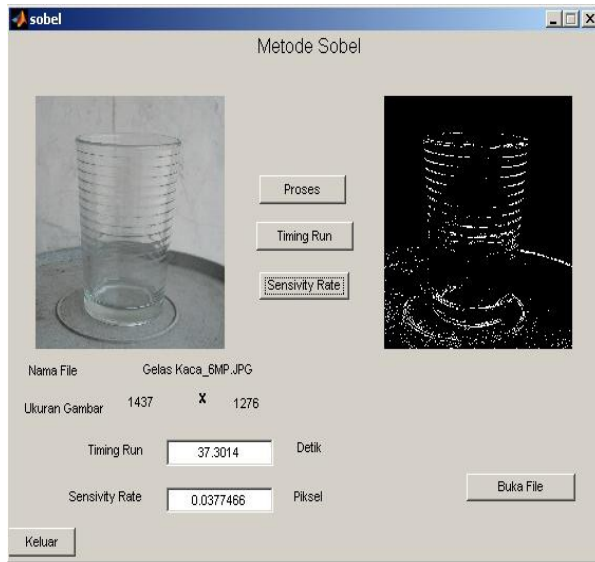 sobel
Metode Sobel
Proses
Timing Run
Sensivity Rate
Nama File Gelas Kaca_6MP.JPG
Ukuran Gambar 1437 X 1276
Timing Run 37.3014 Detik
Sensivity Rate 0.0377466 Piksel
Buka File
Keluar